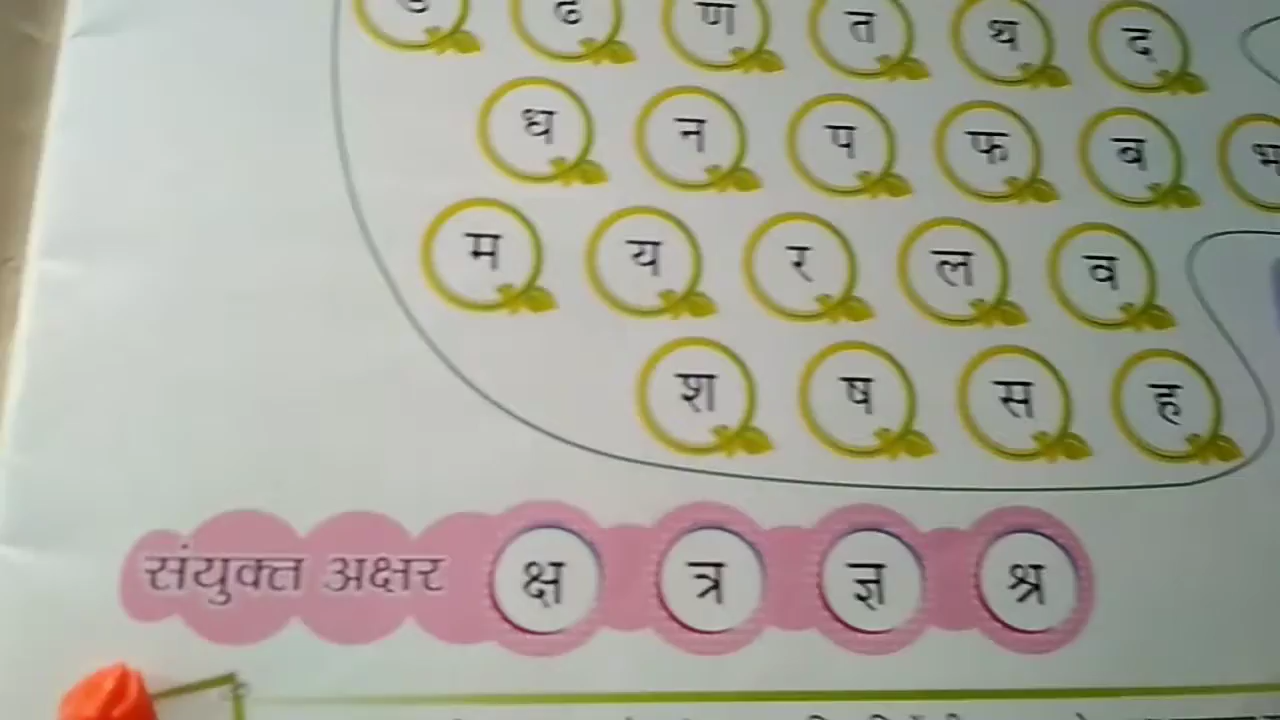 ढ ण त थ द
ध न प फ ब भ
म य र ल व
श ष स ह
संयुक्त अक्षर क्ष त्र ज्ञ श्र